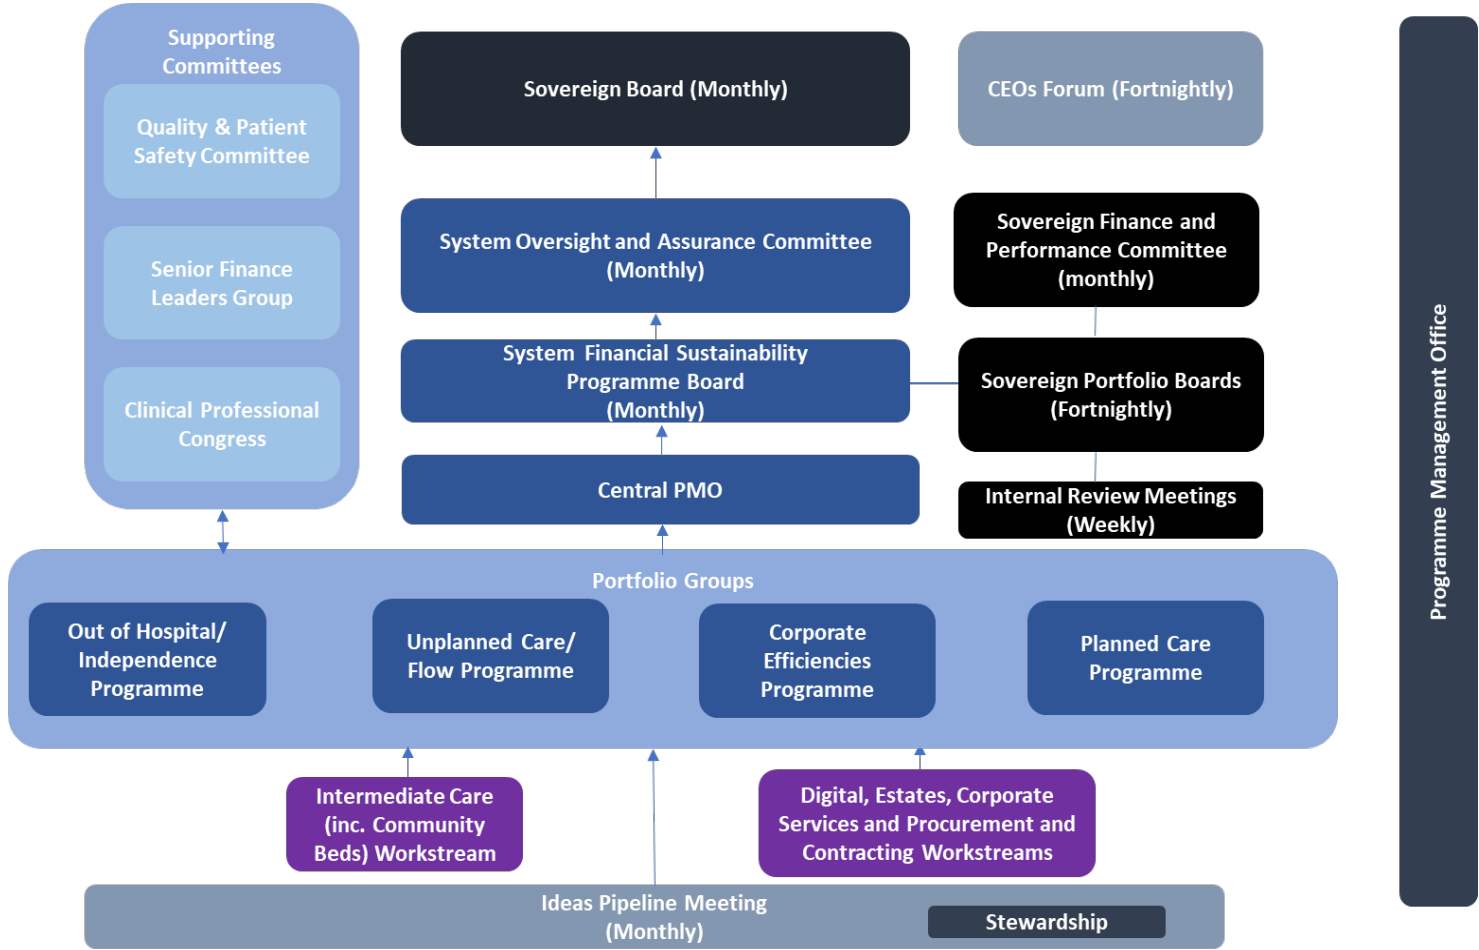 Supporting
Committees
Quality & Patient
Safety Committee
Senior Finance
Leaders Group
Clinical Professional
Congress
Sovereign Board (Monthly)
CEOs Forum (Fortnightly)
System Oversight and Assurance Committee
(Monthly)
Sovereign Finance and
Performance Committee
(monthly)
System Financial Sustainability
Programme Board
(Monthly)
Sovereign Portfolio Boards
(Fortnightly)
Central PMO
Internal Review Meetings
(Weekly)
Portfolio Groups
Out of Hospital/
Independence
Programme
Unplanned Care/
Flow Programme
Corporate
Efficiencies
Programme
Planned Care
Programme
Intermediate Care
(inc. Community
Beds) Workstream
Digital, Estates, Corporate
Services and Procurement and
Contracting Workstreams
Ideas Pipeline Meeting
(Monthly)
Stewardship
Programme Management Office